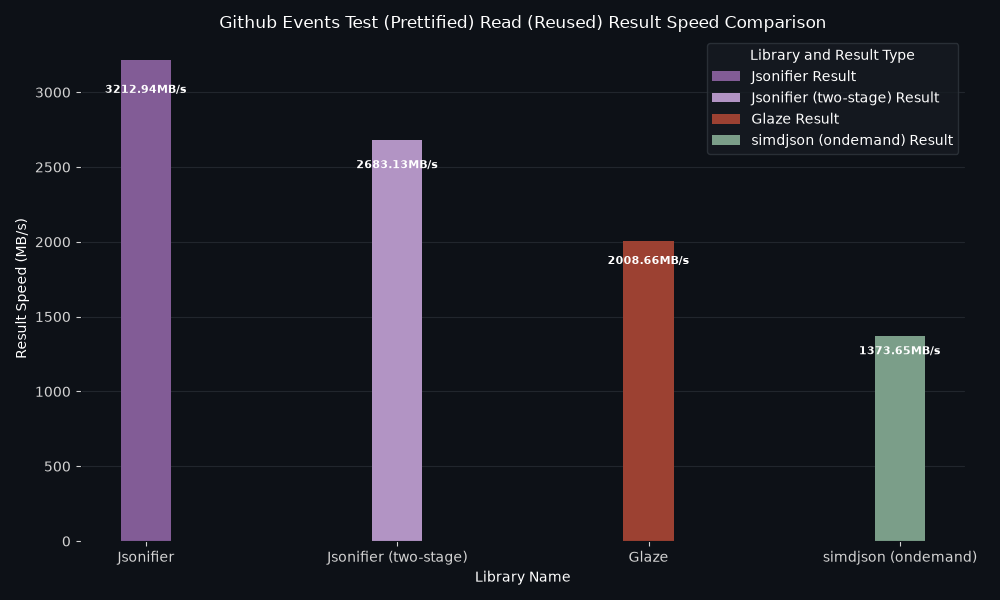 Github Events Test (Prettified) Read (Reused) Result Speed Comparison
Library and Result Type
Jsonifier Result
Jsonifier (two-stage) Result
Glaze Result
simdjson (ondemand) Result
Result Speed (MB/s)
3000
2500
2000
1500
1000
500
0
3212.94MB/s
2683.13MB/s
2008.66MB/s
1373.65MB/s
Jsonifier
Jsonifier (two-stage)
Glaze
simdjson (ondemand)
Library Name